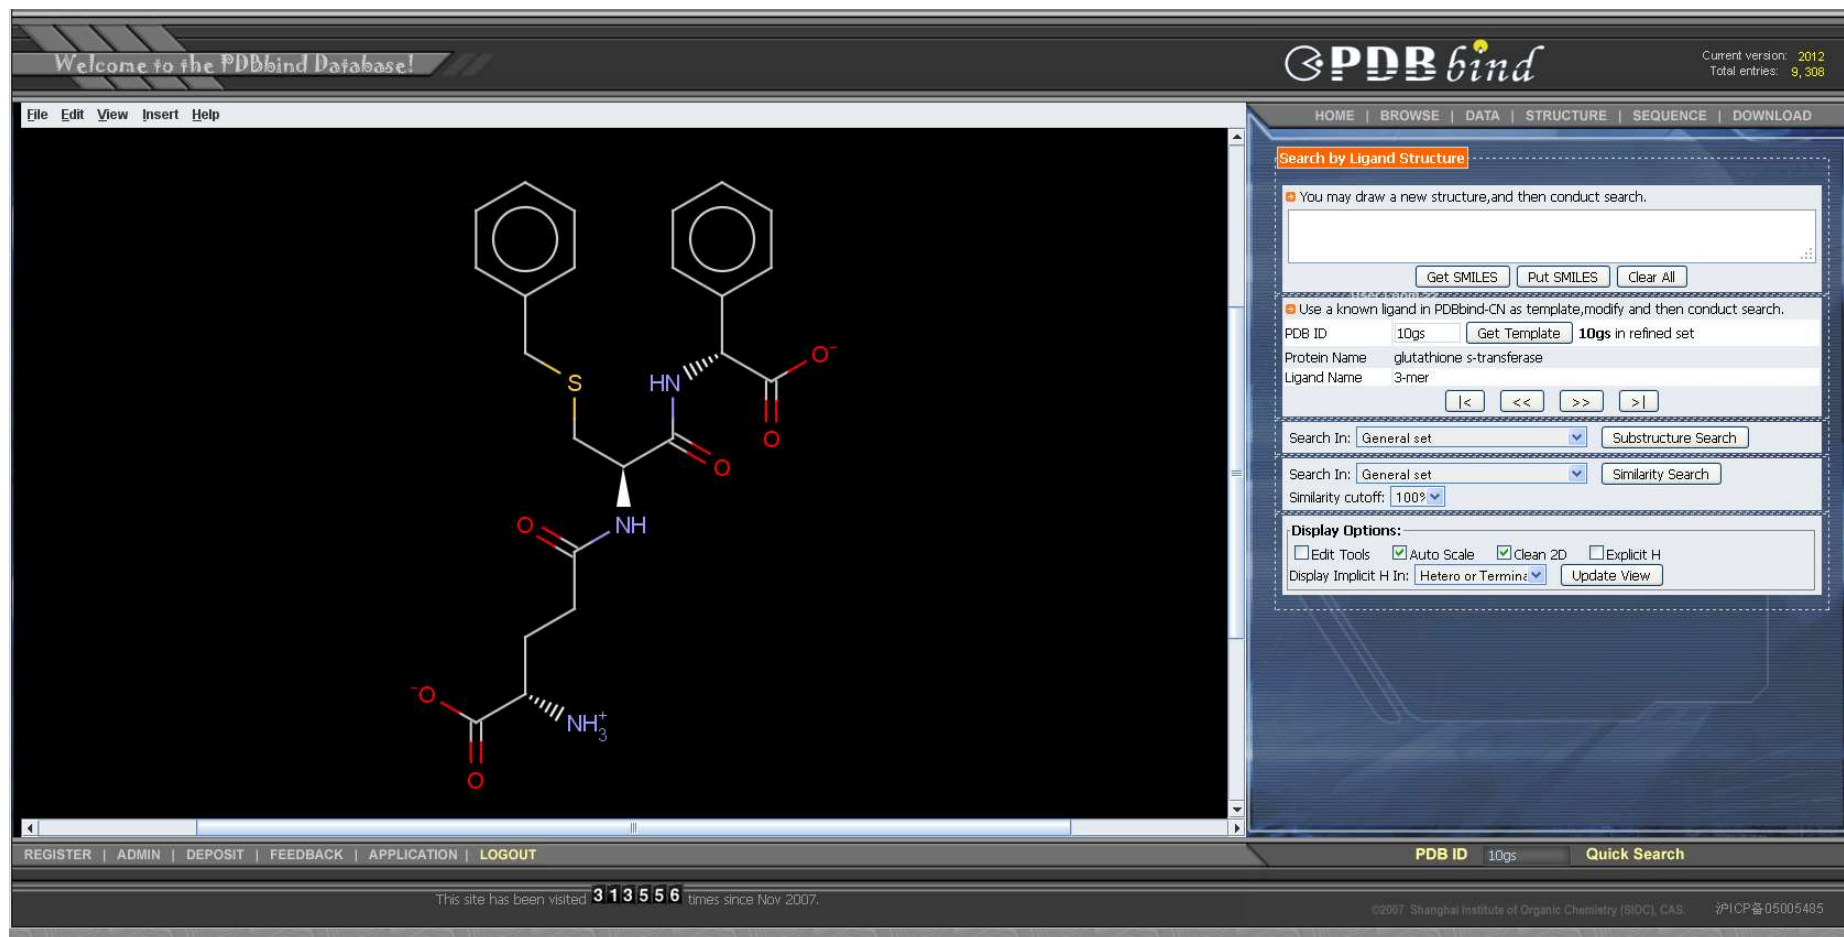 Welcome to the PDBbind Database!
PDBbind
Current version: 2012
Total entries: 9,308
File Edit View Insert Help
HOME | BROWSE | DATA | STRUCTURE | SEQUENCE | DOWNLOAD
Search by Ligand Structure
You may draw a new structure,and then conduct search.
Get SMILES Put SMILES Clear All
Use a known ligand in PDBbind-CN as template,modify and then conduct search.
PDB ID 10gs Get Template 10gs in refined set
Protein Name glutathione s-transferase
Ligand Name 3-mer
|< << >> >|
Search In: General set Substructure Search
Search In: General set Similarity Search
Similarity cutoff: 100%
Display Options:
Edit Tools Auto Scale Clean 2D Explicit H
Display Implicit H In: Hetero or Termina Update View
O-
S
HN
O
O
O
NH
-O
NH3+
O
REGISTER | ADMIN | DEPOSIT | FEEDBACK | APPLICATION | LOGOUT
PDB ID 10gs Quick Search
This site has been visited 313556 times since Nov 2007.
©2007 Shanghai Institute of Organic Chemistry (SIOC), CAS. 沪ICP备05005485